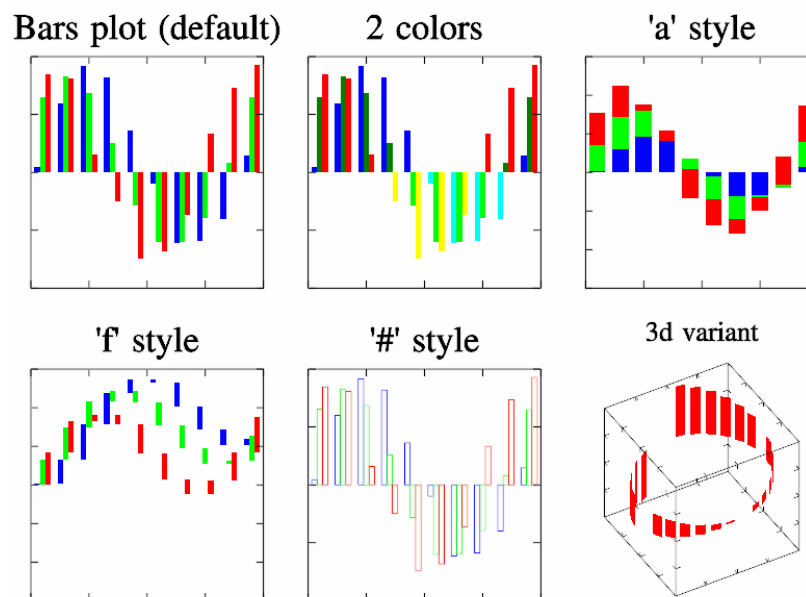 Bars plot (default)
2 colors
'a' style
'f' style
'#' style
3d variant